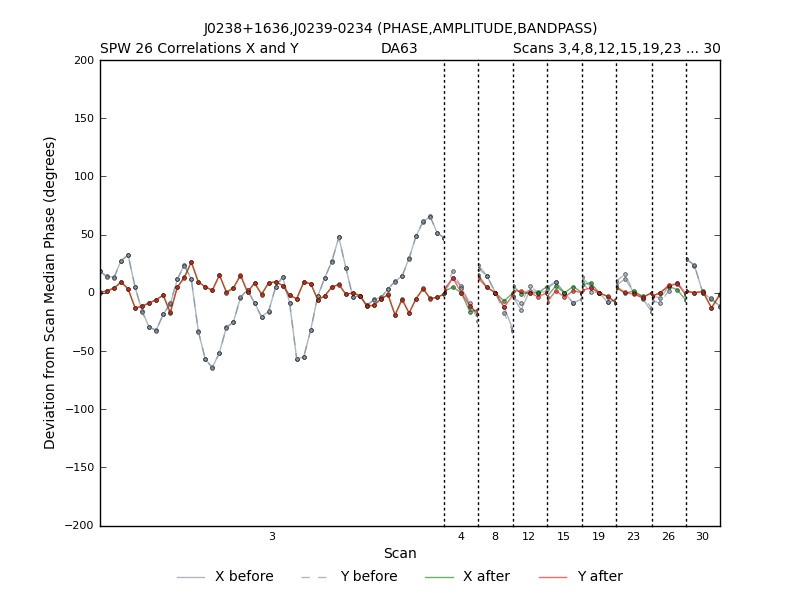 J0238+1636,J0239-0234 (PHASE,AMPLITUDE,BANDPASS)
SPW 26 Correlations X and Y DA63 Scans 3,4,8,12,15,19,23 ... 30
200
150
100
50
0
−50
−100
−150
−200
Deviation from Scan Median Phase (degrees)
3 4 8 12 15 19 23 26 30
Scan
X before Y before X after Y after